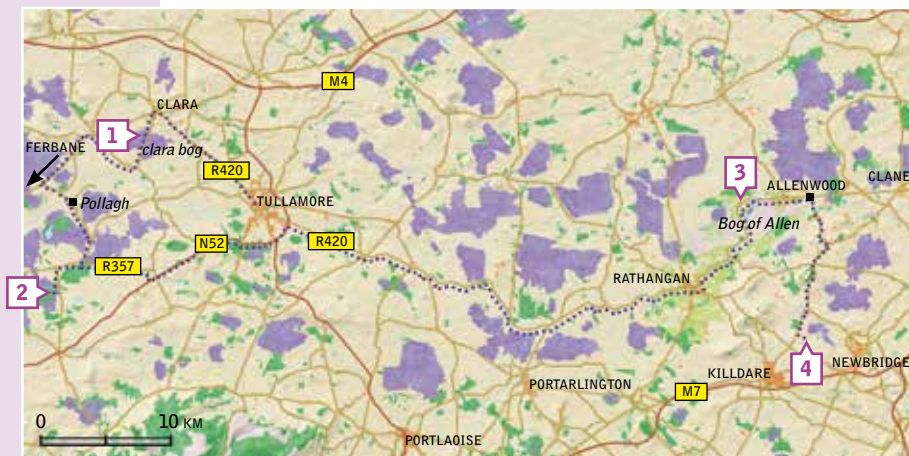 M4
CLARA
1
clara bog
FERBANE
R420
3
ALLENWOOD
CLANE
Pollagh
TULLAMORE
Bog of Allen
N52
R420
R357
2
RATHANGAN
4
NEWBRIDGE
KILLDARE
PORTARLINGTON
M7
0 10 KM
PORTLAOISE